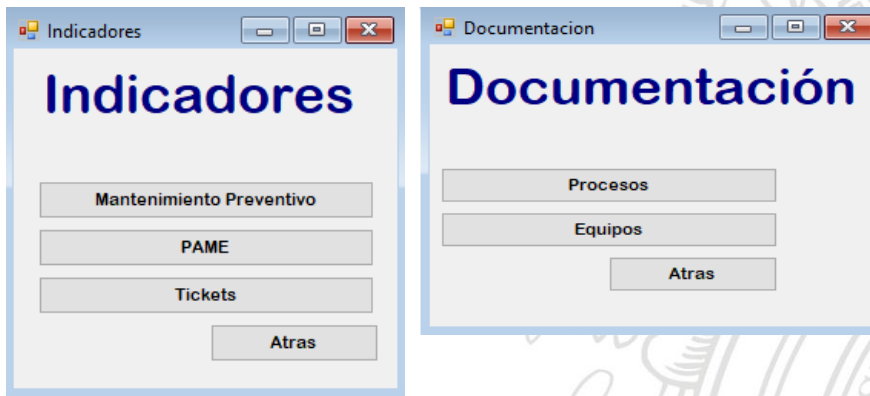 Indicadores
Indicadores
Mantenimiento Preventivo
PAME
Tickets
Atras
Documentacion
Documentación
Procesos
Equipos
Atras